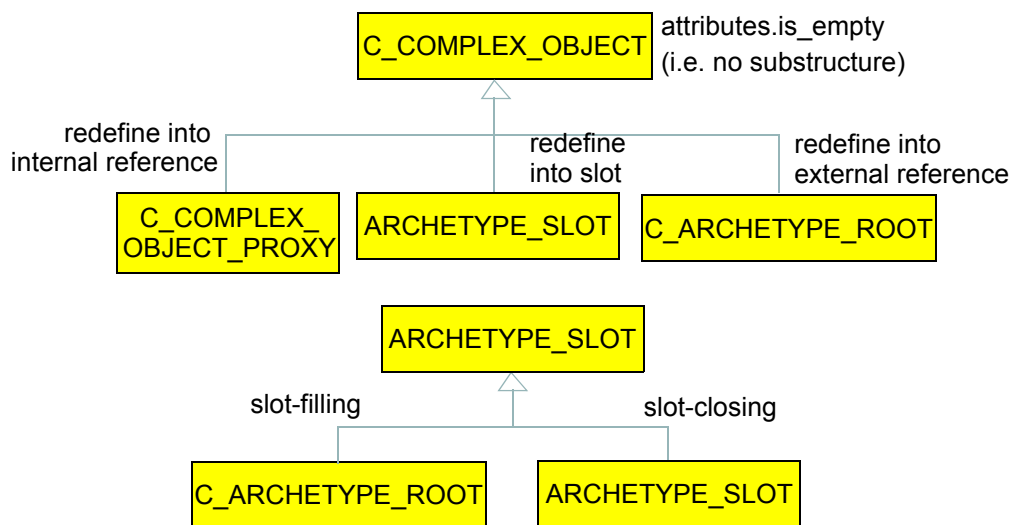 C_COMPLEX_OBJECT
attributes.is_empty
(i.e. no substructure)
redefine into
internal reference
redefine
into slot
redefine into
external reference
C_COMPLEX_
OBJECT_PROXY
ARCHETYPE_SLOT
C_ARCHETYPE_ROOT
ARCHETYPE_SLOT
slot-filling
slot-closing
C_ARCHETYPE_ROOT
ARCHETYPE_SLOT